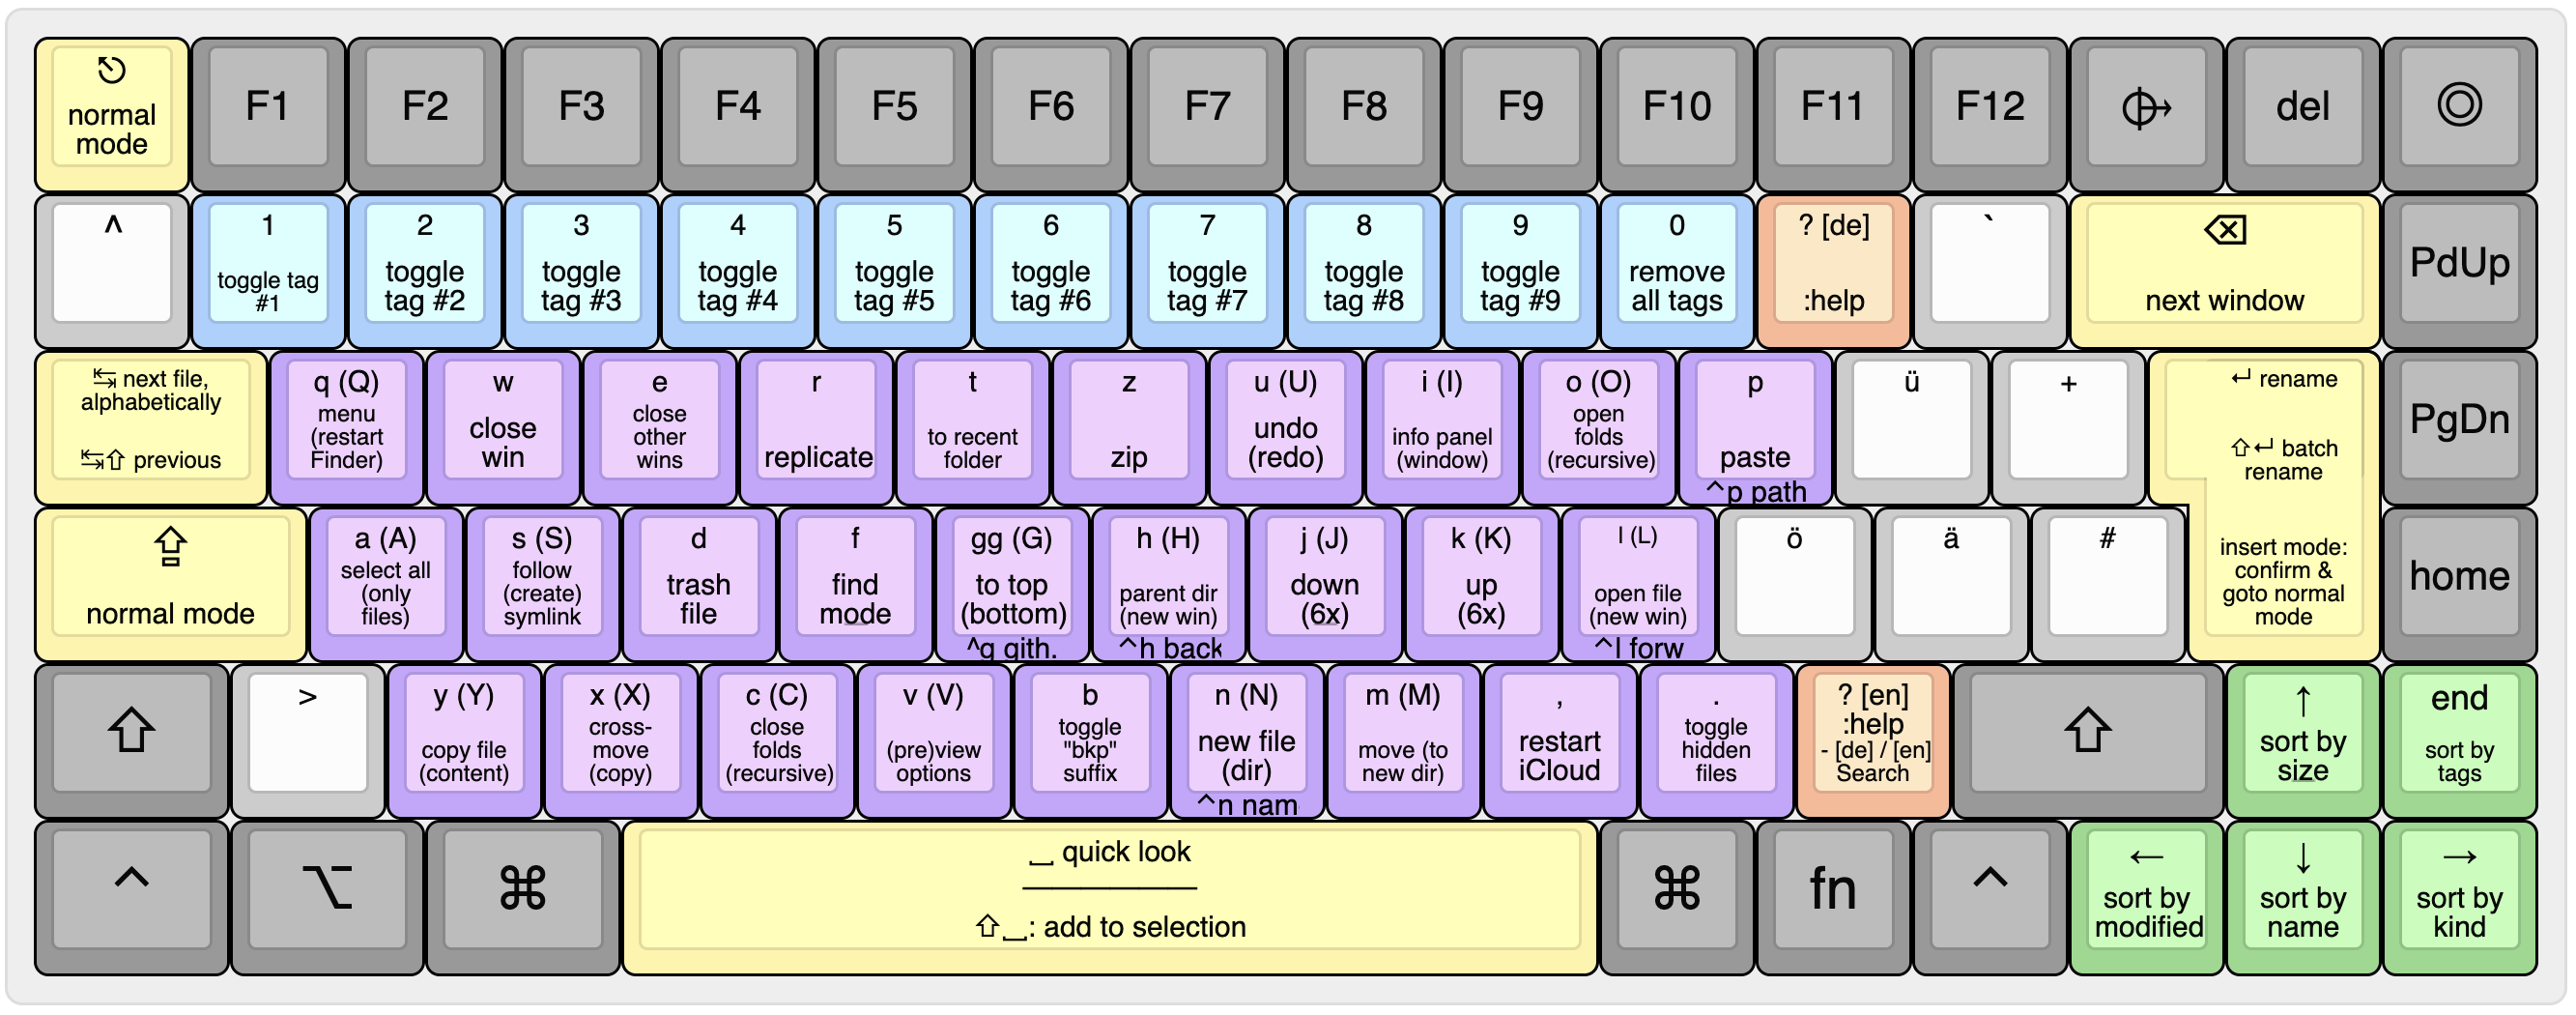 ⎋
normal
mode
F1
F2
F3
F4
F5
F6
F7
F8
F9
F10
F11
F12
⌽→
del
◎
^
1
toggle tag
#1
2
toggle
tag #2
3
toggle
tag #3
4
toggle
tag #4
5
toggle
tag #5
6
toggle
tag #6
7
toggle
tag #7
8
toggle
tag #8
9
toggle
tag #9
0
remove
all tags
? [de]
:help
`
⌫
next window
PdUp
↹ next file,
alphabetically
↹⇧ previous
q (Q)
menu
(restart
Finder)
w
close
win
e
close
other
wins
r
replicate
t
to recent
folder
z
zip
u (U)
undo
(redo)
i (I)
info panel
(window)
o (O)
open
folds
(recursive)
p
paste
^p path
ü
+
↵ rename
⇧↵ batch
rename
insert mode:
confirm &
goto normal
mode
PgDn
⇪
normal mode
a (A)
select all
(only
files)
s (S)
follow
(create)
symlink
d
trash
file
f
find
mode
gg (G)
to top
(bottom)
^g gith.
h (H)
parent dir
(new win)
^h back
j (J)
down
(6x)
k (K)
up
(6x)
l (L)
open file
(new win)
^l forw
ö
ä
#
home
⇧
>
y (Y)
copy file
(content)
x (X)
cross-
move
(copy)
c (C)
close
folds
(recursive)
v (V)
(pre)view
options
b
toggle
"bkp"
suffix
n (N)
new file
(dir)
^n nam
m (M)
move (to
new dir)
,
restart
iCloud
.
toggle
hidden
files
? [en]
:help
- [de] / [en]
Search
⇧
↑
sort by
size
end
sort by
tags
^
⌥
⌘
⎵ quick look
⇧⎵: add to selection
⌘
fn
^
←
sort by
modified
↓
sort by
name
→
sort by
kind